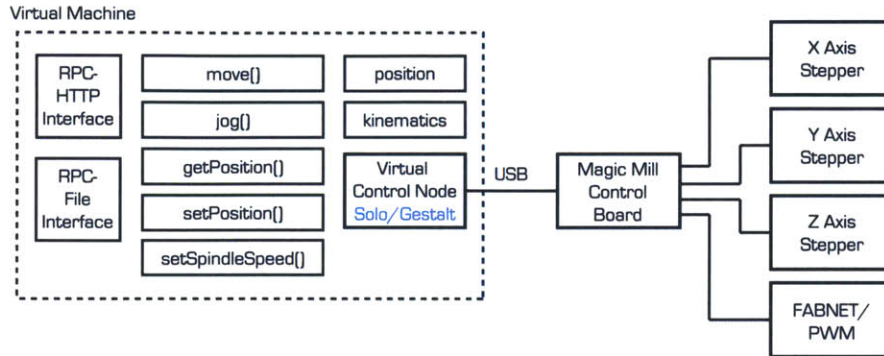 Virtual Machine
RPC-
HTTP
Interface
RPC-
File
Interface
move()
jog()
getPosition()
setPosition()
setSpindleSpeed()
position
kinematics
Virtual
Control Node
Solo/Gestalt
USB
Magic Mill
Control
Board
X Axis
Stepper
Y Axis
Stepper
Z Axis
Stepper
FABNET/
PWM